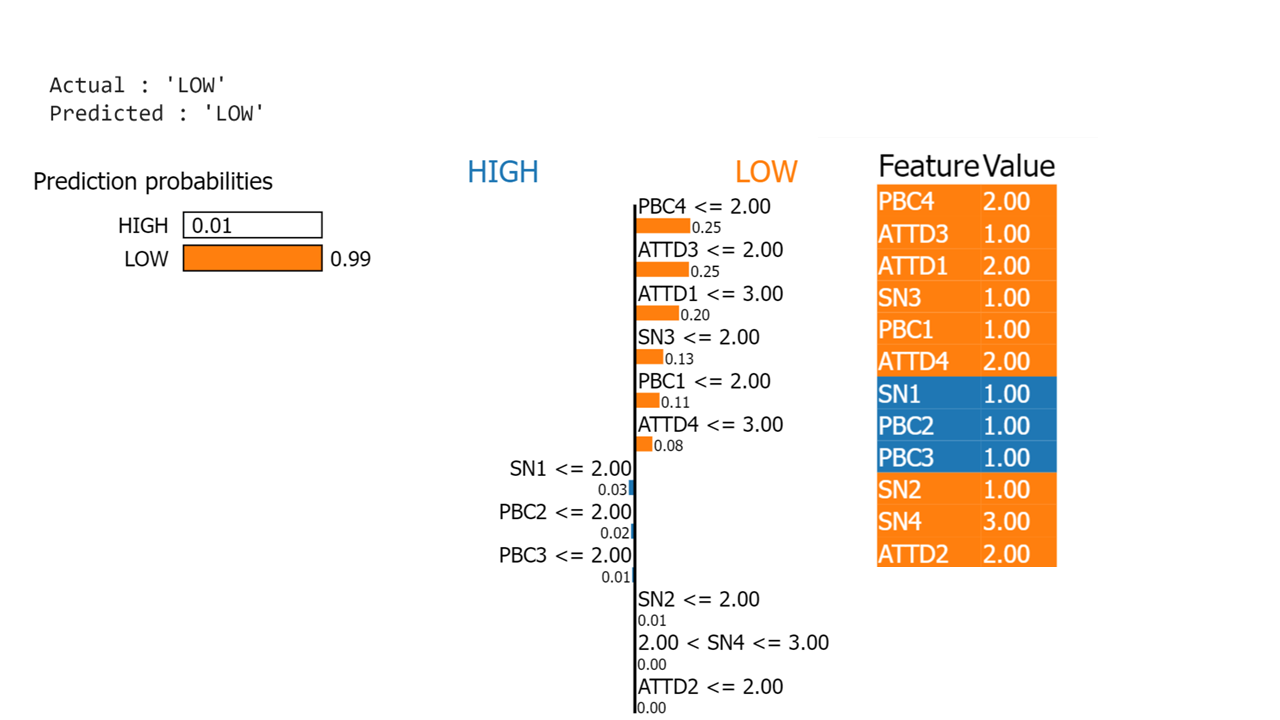 Actual : 'LOW'
Predicted : 'LOW'
Prediction probabilities
HIGH 0.01
LOW 0.99
HIGH LOW
PBC4 <= 2.00
0.25
ATTD3 <= 2.00
0.25
ATTD1 <= 3.00
0.20
SN3 <= 2.00
0.13
PBC1 <= 2.00
0.11
ATTD4 <= 3.00
0.08
SN1 <= 2.00
0.03
PBC2 <= 2.00
0.02
PBC3 <= 2.00
0.01
SN2 <= 2.00
0.01
2.00 < SN4 <= 3.00
0.00
ATTD2 <= 2.00
0.00
Feature Value
PBC4 2.00
ATTD3 1.00
ATTD1 2.00
SN3 1.00
PBC1 1.00
ATTD4 2.00
SN1 1.00
PBC2 1.00
PBC3 1.00
SN2 1.00
SN4 3.00
ATTD2 2.00